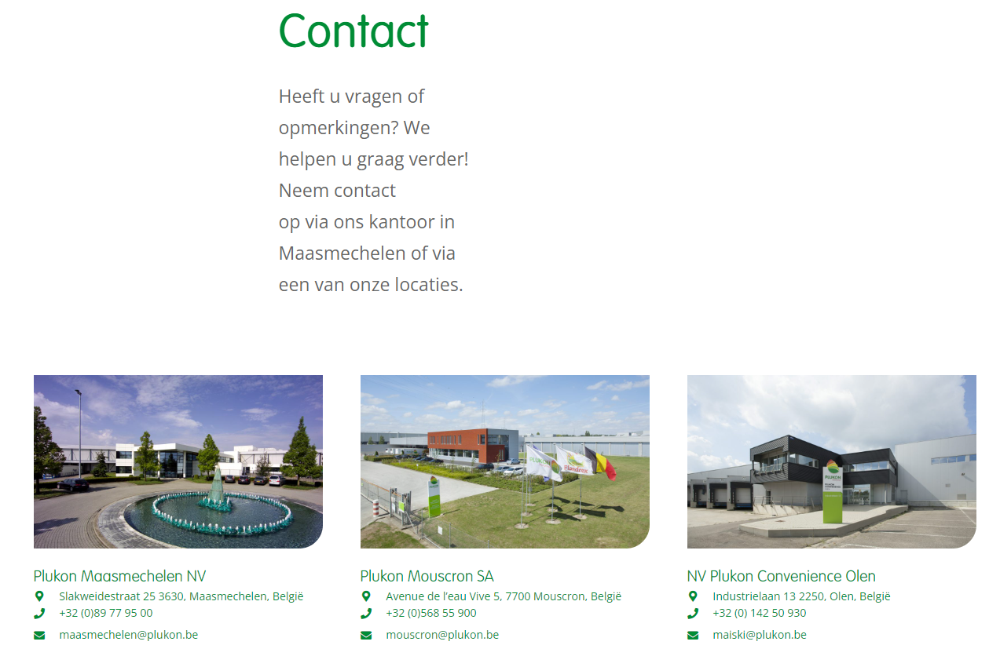 Contact
Heeft u vragen of
opmerkingen? We
helpen u graag verder!
Neem contact
op via ons kantoor in
Maasmechelen of via
een van onze locaties.
PLUKON
Plendrex
PLUKON
Plukon Maasmechelen NV
Slakweidestraat 25 3630, Maasmechelen, België
+32 (0)89 77 95 00
maasmechelen@plukon.be
Plukon Mouscron SA
Avenue de l’eau Vive 5, 7700 Mouscron, België
+32 (0)568 55 900
mouscron@plukon.be
NV Plukon Convenience Olen
Industrielaan 13 2250, Olen, België
+32 (0) 142 50 930
maiski@plukon.be